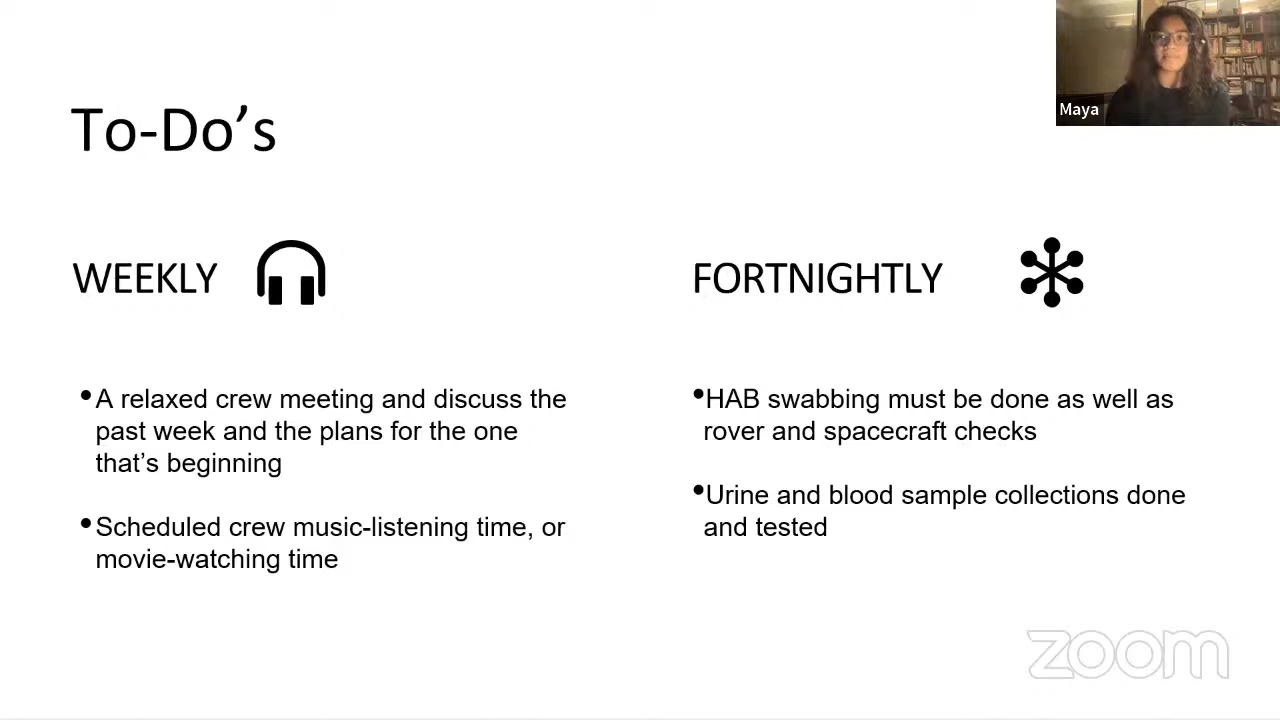 Maya
To-Do’s
WEEKLY
•A relaxed crew meeting and discuss the
past week and the plans for the one
that’s beginning
•Scheduled crew music-listening time, or
movie-watching time
FORTNIGHTLY
•HAB swabbing must be done as well as
rover and spacecraft checks
•Urine and blood sample collections done
and tested
zoom